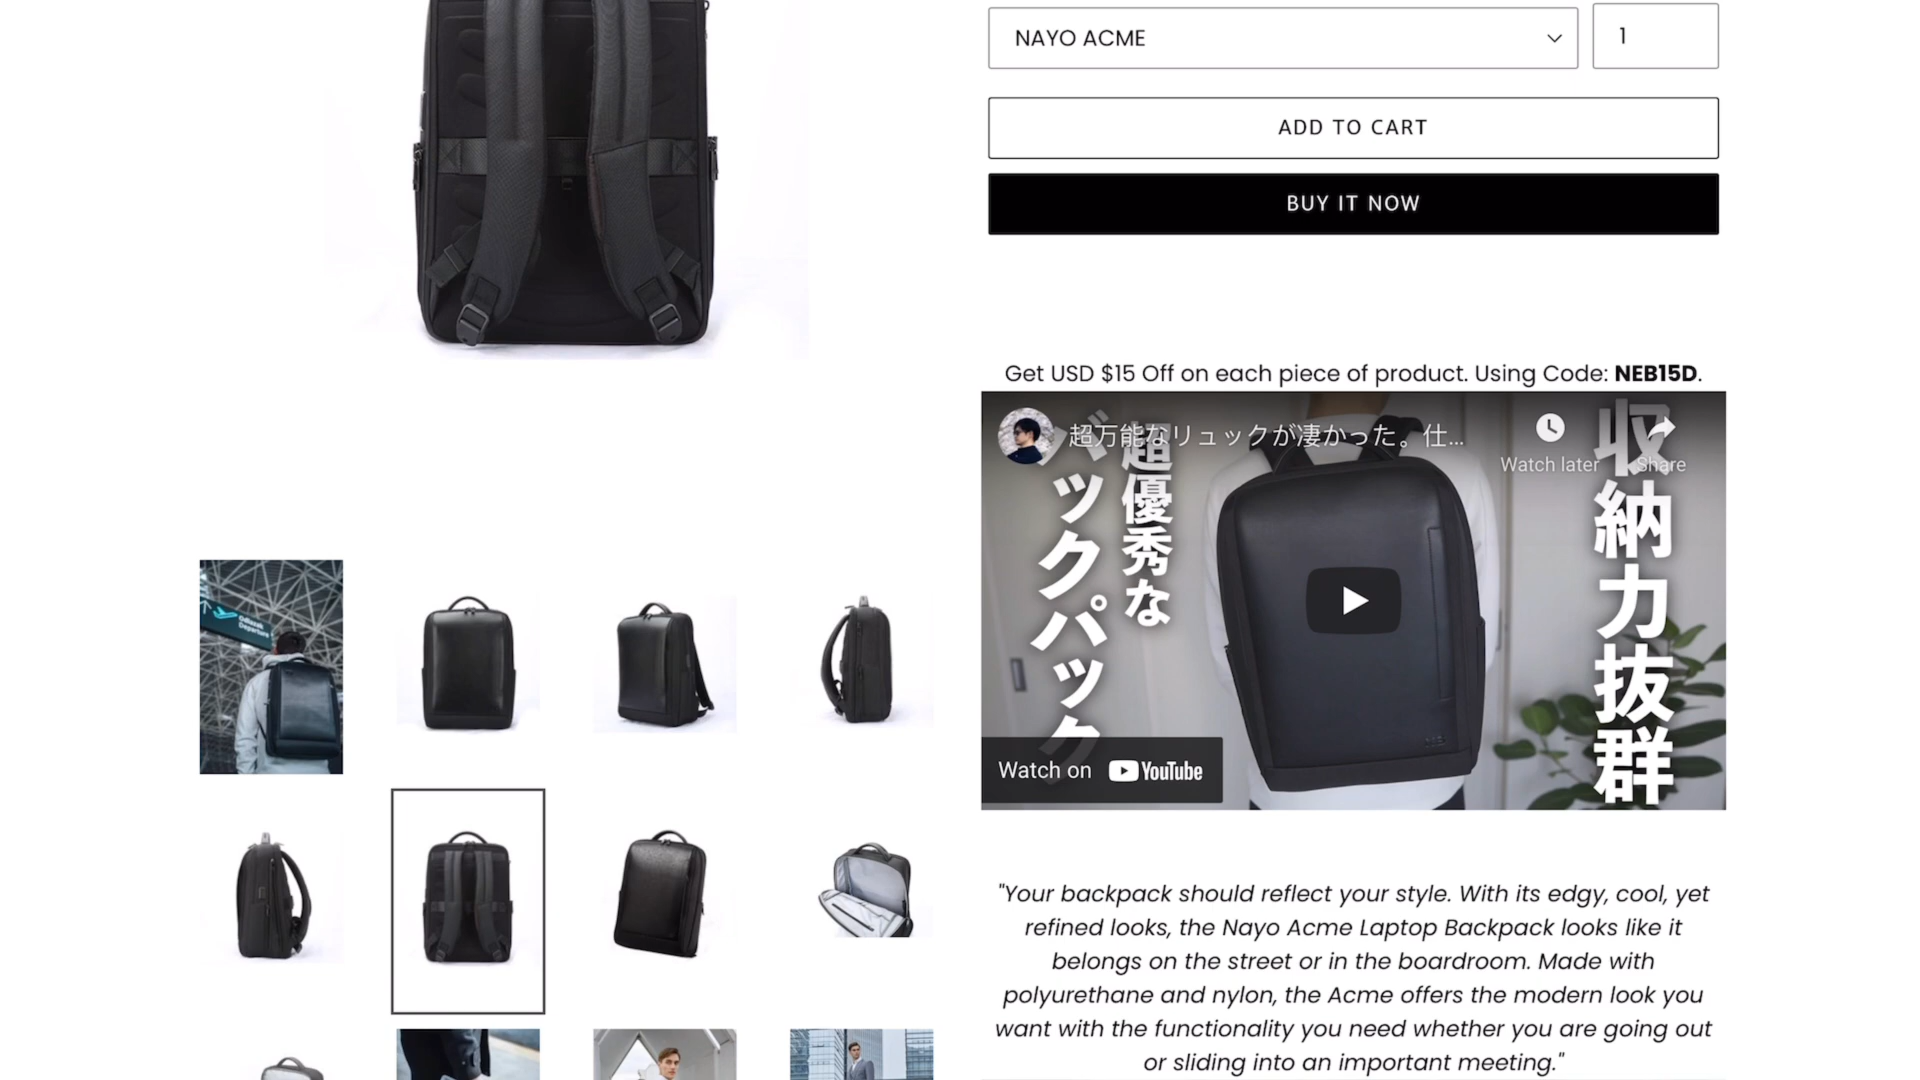 NAYO ACME
1
ADD TO CART
BUY IT NOW
Get USD $15 Off on each piece of product. Using Code: NEB15D.
超万能なリュックが凄かった。仕...
Watch later
Share
超優秀な
バックパック
収納力抜群
Watch on YouTube
Odlazak
Departure
"Your backpack should reflect your style. With its edgy, cool, yet
refined looks, the Nayo Acme Laptop Backpack looks like it
belongs on the street or in the boardroom. Made with
polyurethane and nylon, the Acme offers the modern look you
want with the functionality you need whether you are going out
or sliding into an important meeting."